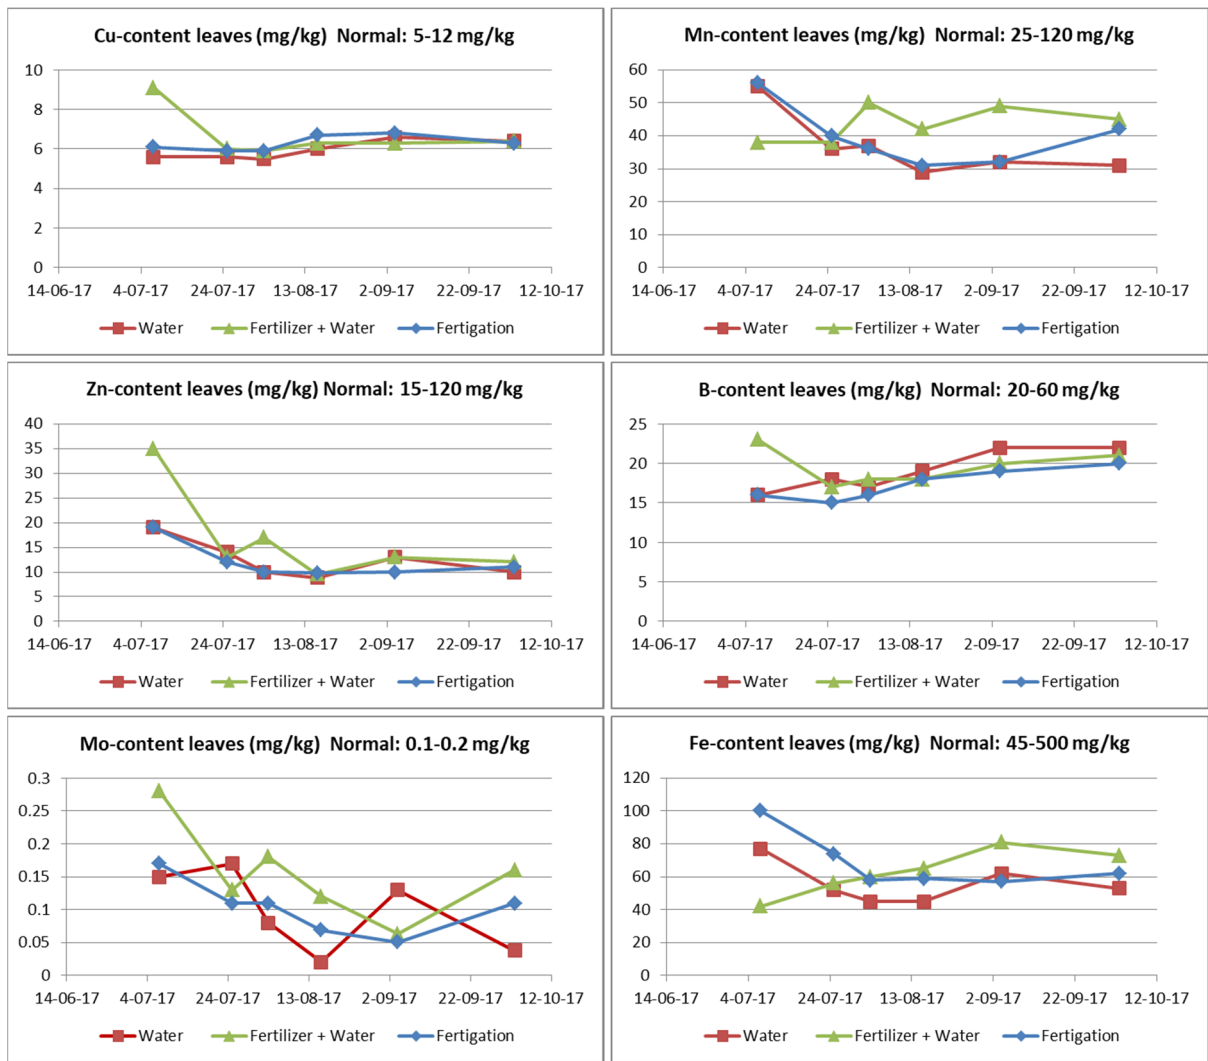 Cu-content leaves (mg/kg)  Normal: 5-12 mg/kg
10
8
6
4
2
0
14-06-17 4-07-17 24-07-17 13-08-17 2-09-17 22-09-17 12-10-17
Water Fertilizer + Water Fertigation
Mn-content leaves (mg/kg)  Normal: 25-120 mg/kg
60
50
40
30
20
10
0
14-06-17 4-07-17 24-07-17 13-08-17 2-09-17 22-09-17 12-10-17
Water Fertilizer + Water Fertigation
Zn-content leaves (mg/kg) Normal: 15-120 mg/kg
40
35
30
25
20
15
10
5
0
14-06-17 4-07-17 24-07-17 13-08-17 2-09-17 22-09-17 12-10-17
Water Fertilizer + Water Fertigation
B-content leaves (mg/kg)  Normal: 20-60 mg/kg
25
20
15
10
5
0
14-06-17 4-07-17 24-07-17 13-08-17 2-09-17 22-09-17 12-10-17
Water Fertilizer + Water Fertigation
Mo-content leaves (mg/kg)  Normal: 0.1-0.2 mg/kg
0.3
0.25
0.2
0.15
0.1
0.05
0
14-06-17 4-07-17 24-07-17 13-08-17 2-09-17 22-09-17 12-10-17
Water Fertilizer + Water Fertigation
Fe-content leaves (mg/kg)  Normal: 45-500 mg/kg
120
100
80
60
40
20
0
14-06-17 4-07-17 24-07-17 13-08-17 2-09-17 22-09-17 12-10-17
Water Fertilizer + Water Fertigation